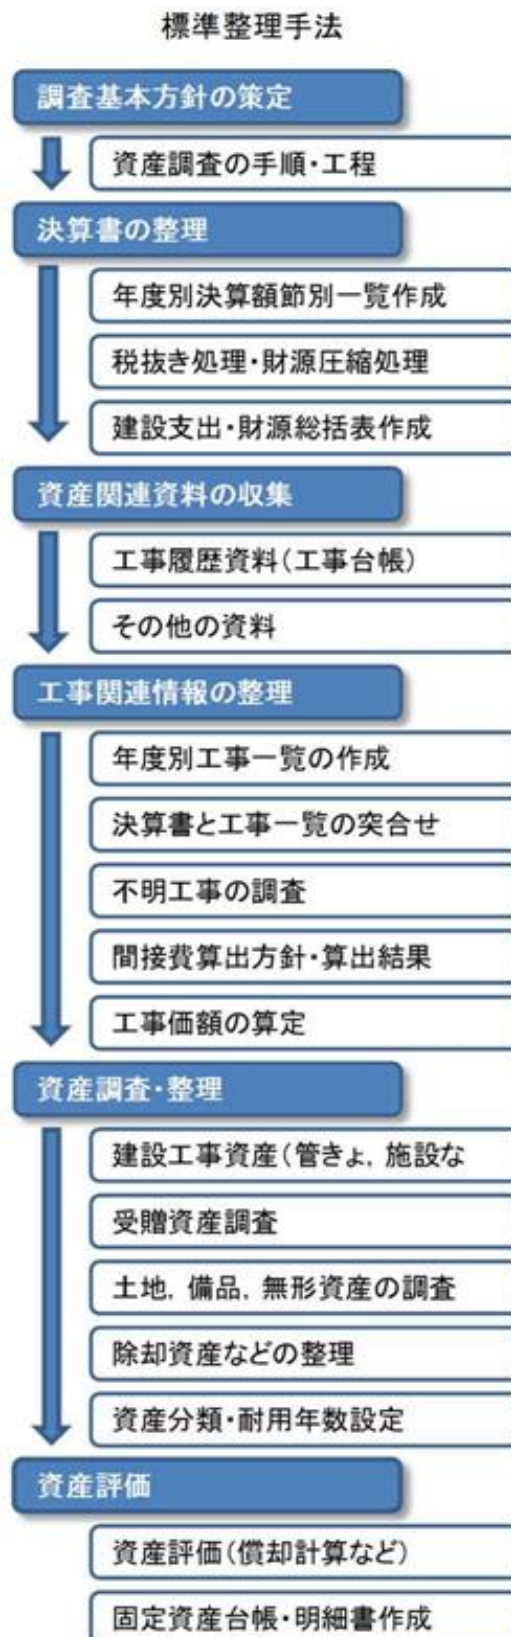 標準整理手法
調査基本方針の策定
資産調査の手順・工程
決算書の整理
年度別決算額節別一覧作成
税抜き処理・財源圧縮処理
建設支出・財源総括表作成
資産関連資料の収集
工事履歴資料(工事台帳)
その他の資料
工事関連情報の整理
年度別工事一覧の作成
決算書と工事一覧の突合せ
不明工事の調査
間接費算出方針・算出結果
工事価額の算定
資産調査・整理
建設工事資産(管きょ,施設な
受贈資産調査
土地,備品,無形資産の調査
除却資産などの整理
資産分類・耐用年数設定
資産評価
資産評価(償却計算など)
固定資産台帳・明細書作成